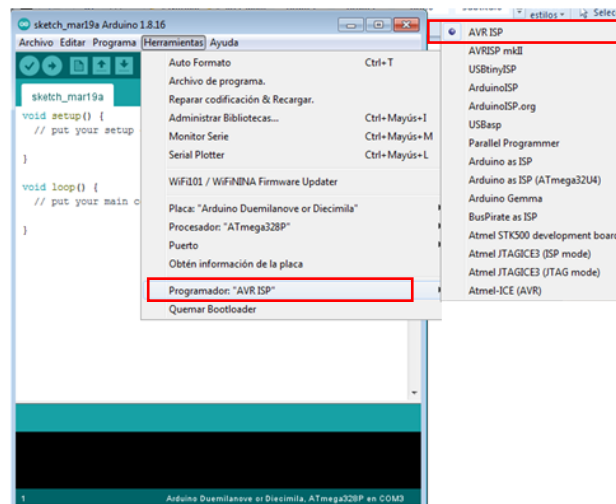 sketch_mar19a Arduino 1.8.16
Archivo Editar Programa Herramientas Ayuda
sketch_mar19a
void setup() {
// put your setup
}
void loop() {
// put your main c
}
Auto Formato Ctrl+T
Archivo de programa.
Reparar codificación & Recargar.
Administrar Bibliotecas... Ctrl+Mayús+I
Monitor Serie Ctrl+Mayús+M
Serial Plotter Ctrl+Mayús+L
WiFi101 / WiFiNINA Firmware Updater
Placa: "Arduino Duemilanove or Diecimila"
Procesador: "ATmega328P"
Puerto
Obtén información de la placa
Programador: "AVR ISP"
Quemar Bootloader
estilos
Selec
AVR ISP
AVRISP mkII
USBtinyISP
ArduinoISP
ArduinoISP.org
USBasp
Parallel Programmer
Arduino as ISP
Arduino as ISP (ATmega32U4)
Arduino Gemma
BusPirate as ISP
Atmel STK500 development board
Atmel JTAGICE3 (ISP mode)
Atmel JTAGICE3 (JTAG mode)
Atmel-ICE (AVR)
1 Arduino Duemilanove or Diecimila, ATmega328P en COM3